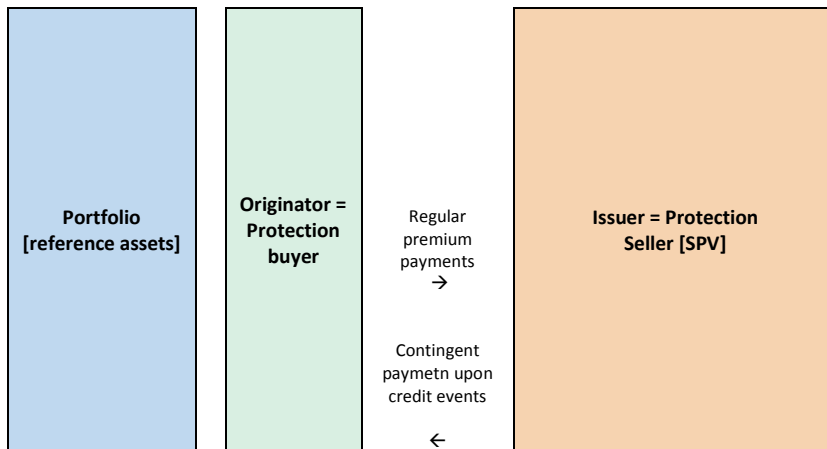 Portfolio
[reference assets]
Originator =
Protection
buyer
Regular
premium
payments
→
Contingent
paymetn upon
credit events
←
Issuer = Protection
Seller [SPV]